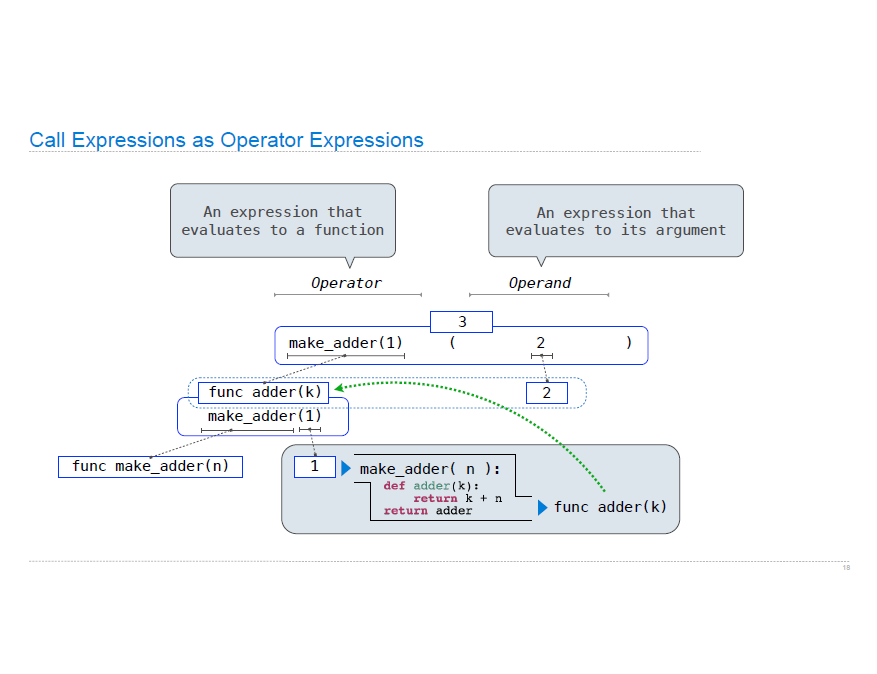 Call Expressions as Operator Expressions
An expression that
evaluates to a function
An expression that
evaluates to its argument
Operator
Operand
3
make_adder(1) ( 2 )
func adder(k)
2
make_adder(1)
func make_adder(n)
1
make_adder( n ):
def adder(k):
return k + n
return adder
func adder(k)
18